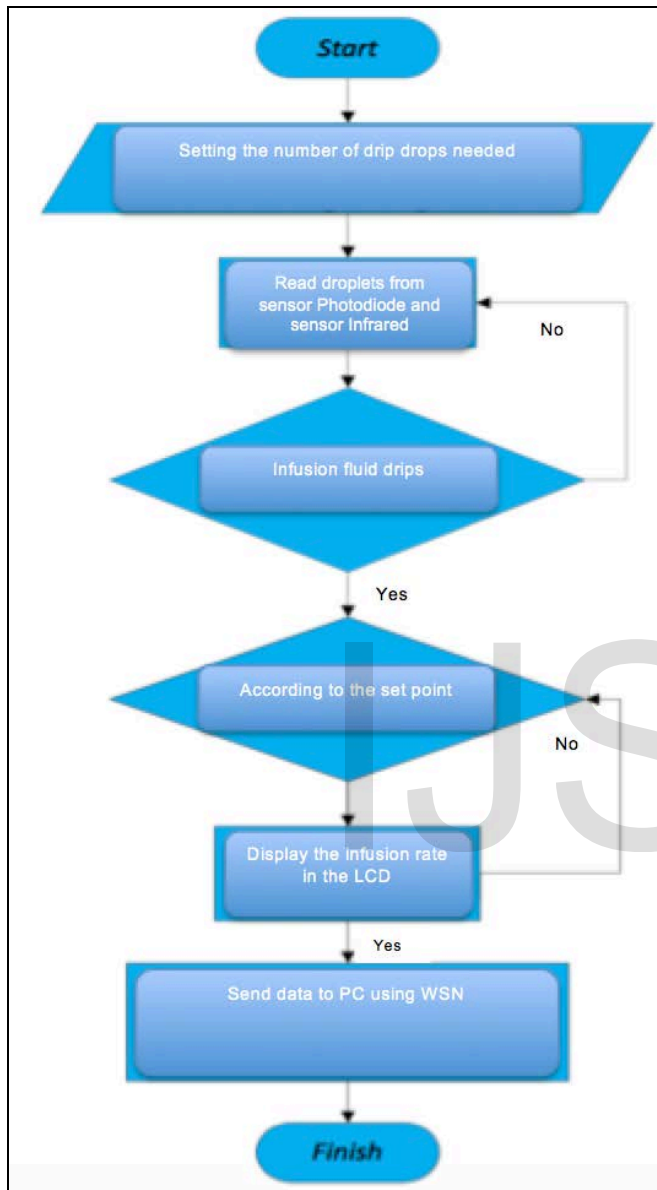 Start
Setting the number of drip drops needed
Read droplets from
sensor Photodiode and
sensor Infrared
No
Infusion fluid drips
Yes
According to the set point
No
Display the infusion rate
in the LCD
Yes
Send data to PC using WSN
Finish
IJS